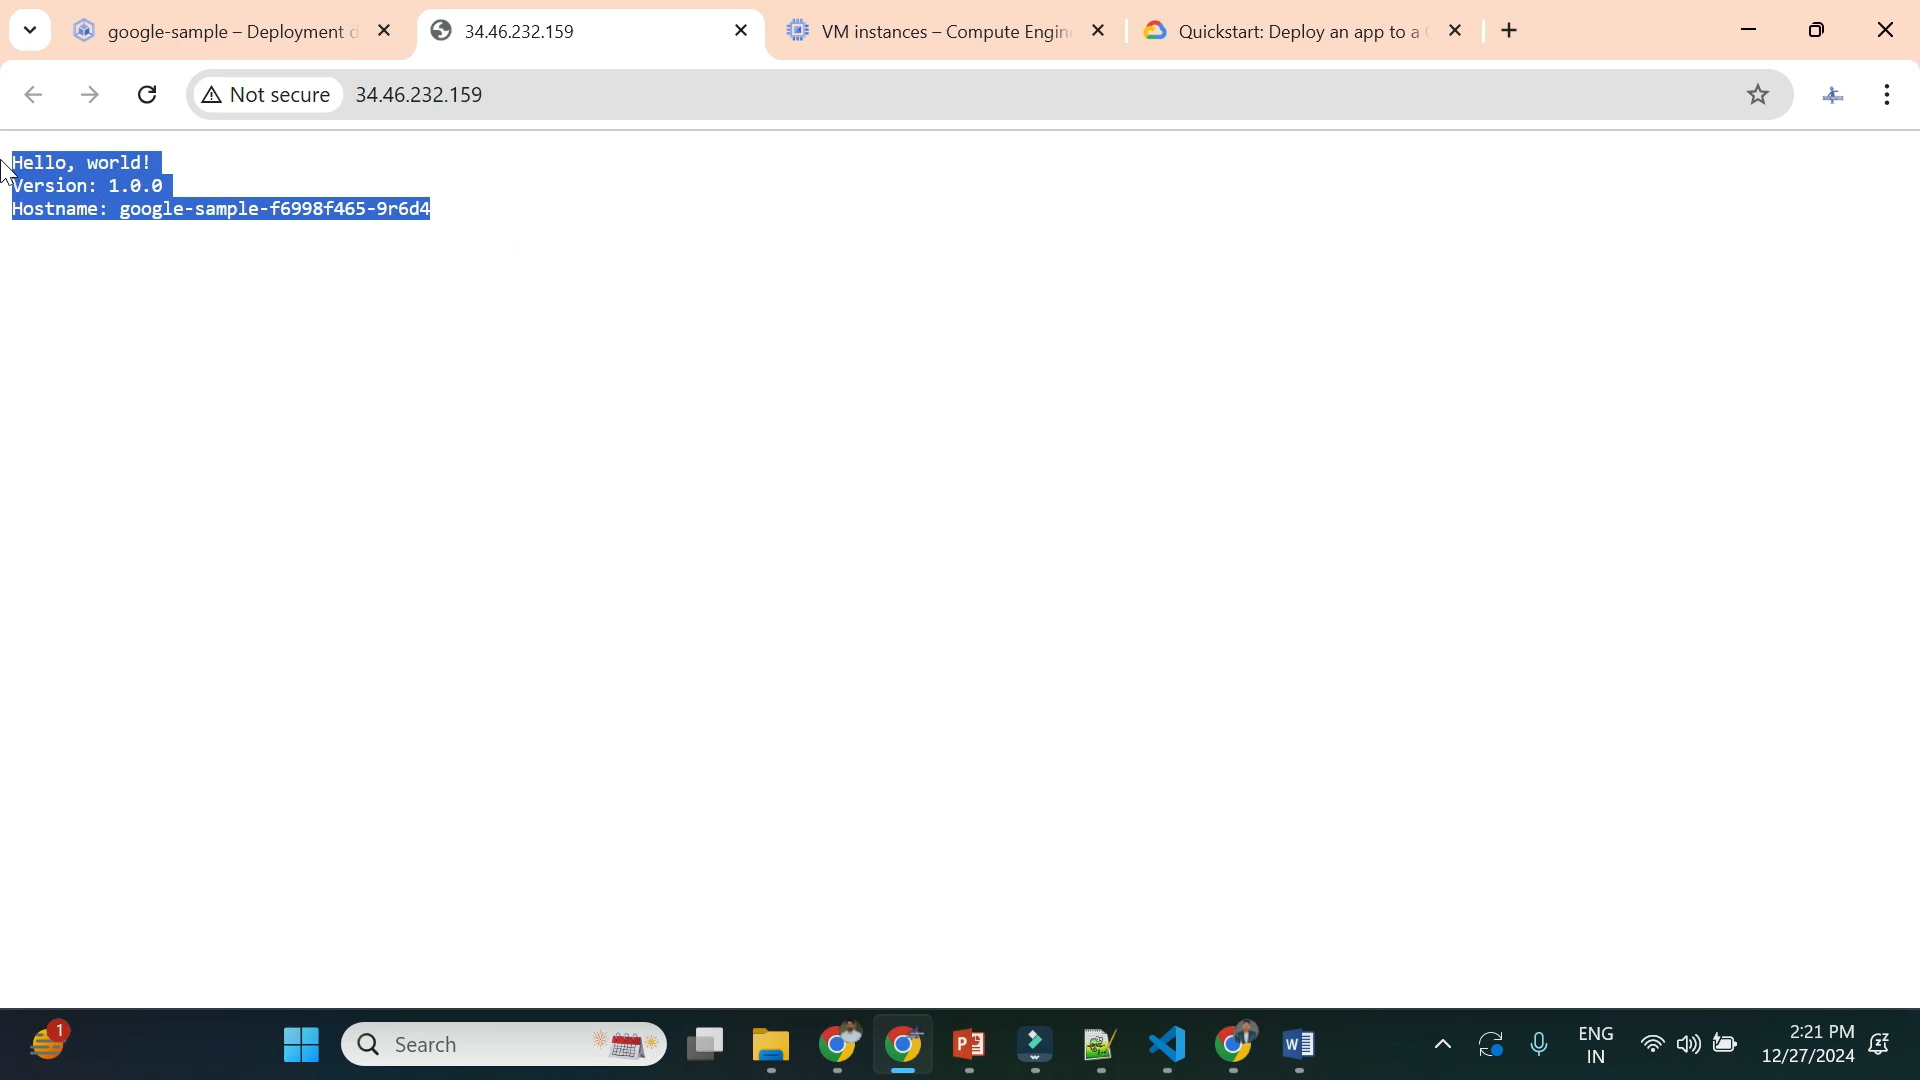 google-sample – Deployment d
34.46.232.159
VM instances – Compute Engin
Quickstart: Deploy an app to a
Not secure
34.46.232.159
Hello, world!
Version: 1.0.0
Hostname: google-sample-f6998f465-9r6d4
1
Search
ENG
IN
2:21 PM
12/27/2024